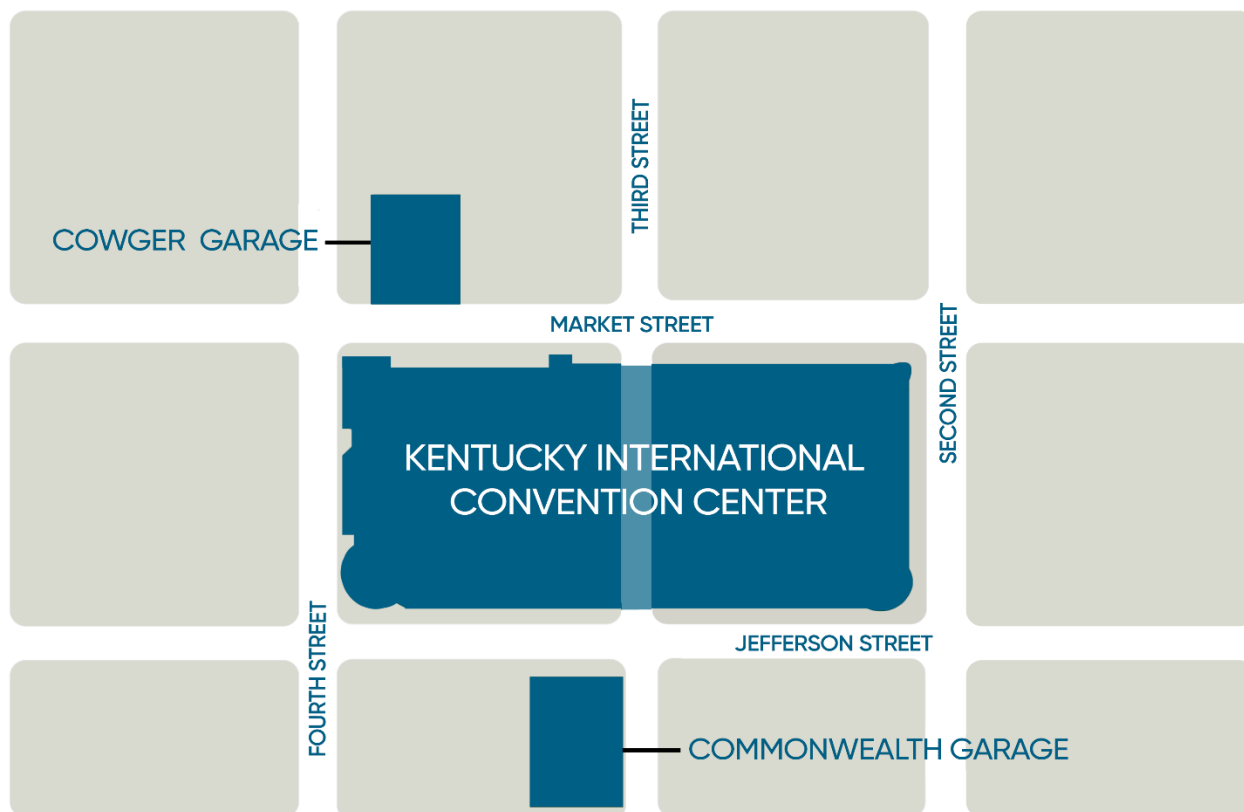 THIRD STREET
COWGER GARAGE
MARKET STREET
SECOND STREET
KENTUCKY INTERNATIONAL
CONVENTION CENTER
FOURTH STREET
JEFFERSON STREET
COMMONWEALTH GARAGE